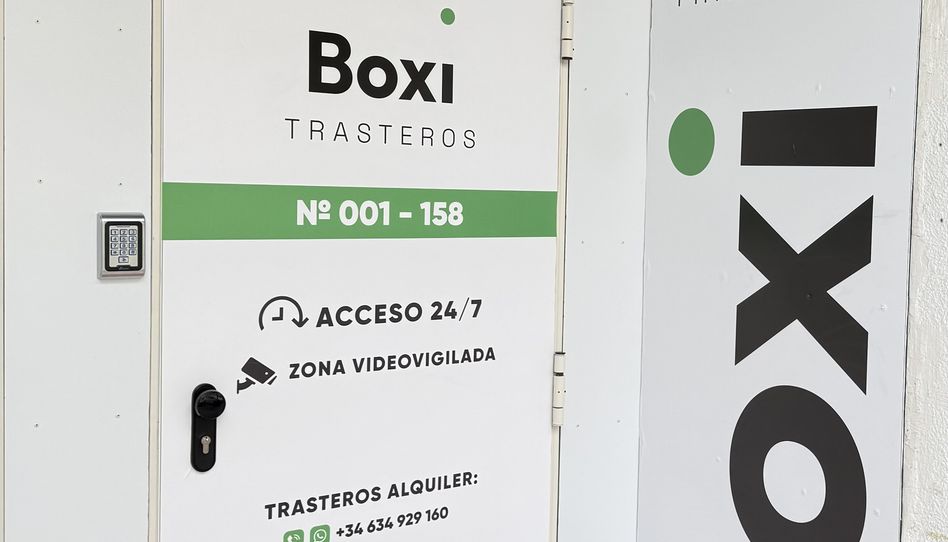 Boxi
TRASTEROS
Nº 001 - 158
ACCESO 24/7
ZONA VIDEOVIGILADA
TRASTEROS ALQUILER:
+34 634 929 160
oxi